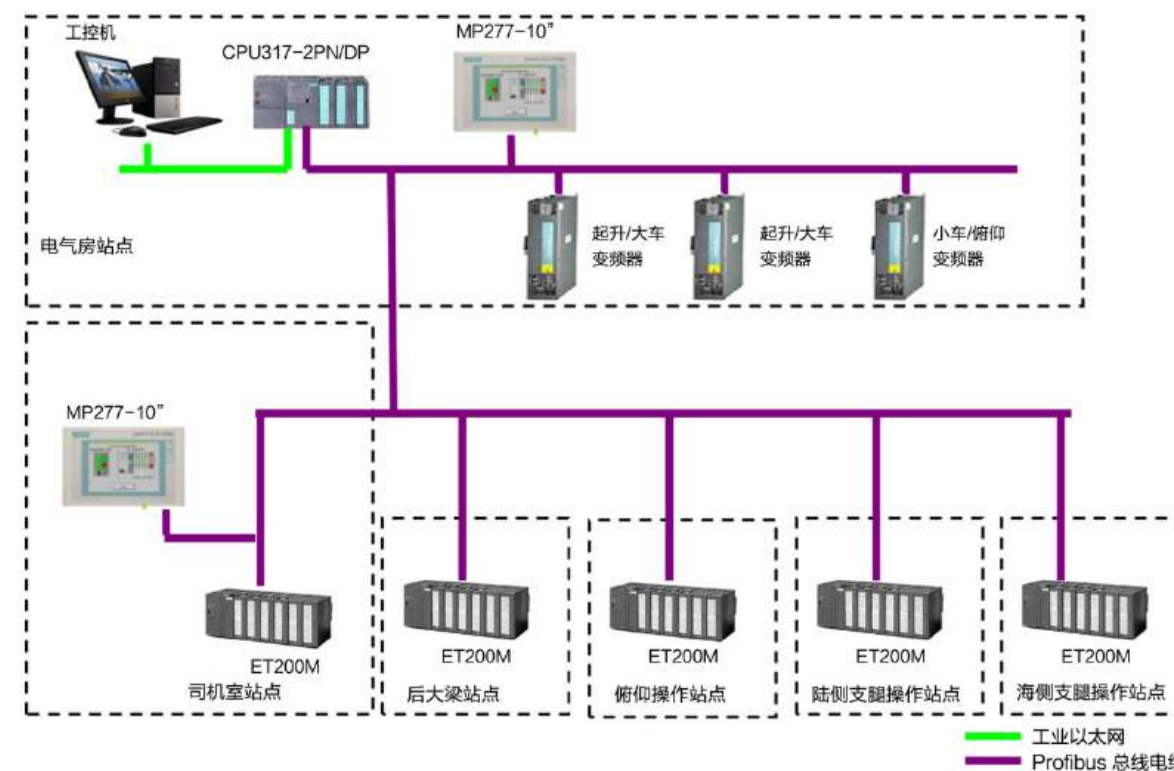 工控机
CPU317-2PN/DP
MP277-10”
电气房站点
起升/大车
变频器
起升/大车
变频器
小车/俯仰
变频器
MP277-10”
ET200M
司机室站点
ET200M
后大梁站点
ET200M
俯仰操作站点
ET200M
陆侧支腿操作站点
ET200M
海侧支腿操作站点
工业以太网
Profibus 总线电缆